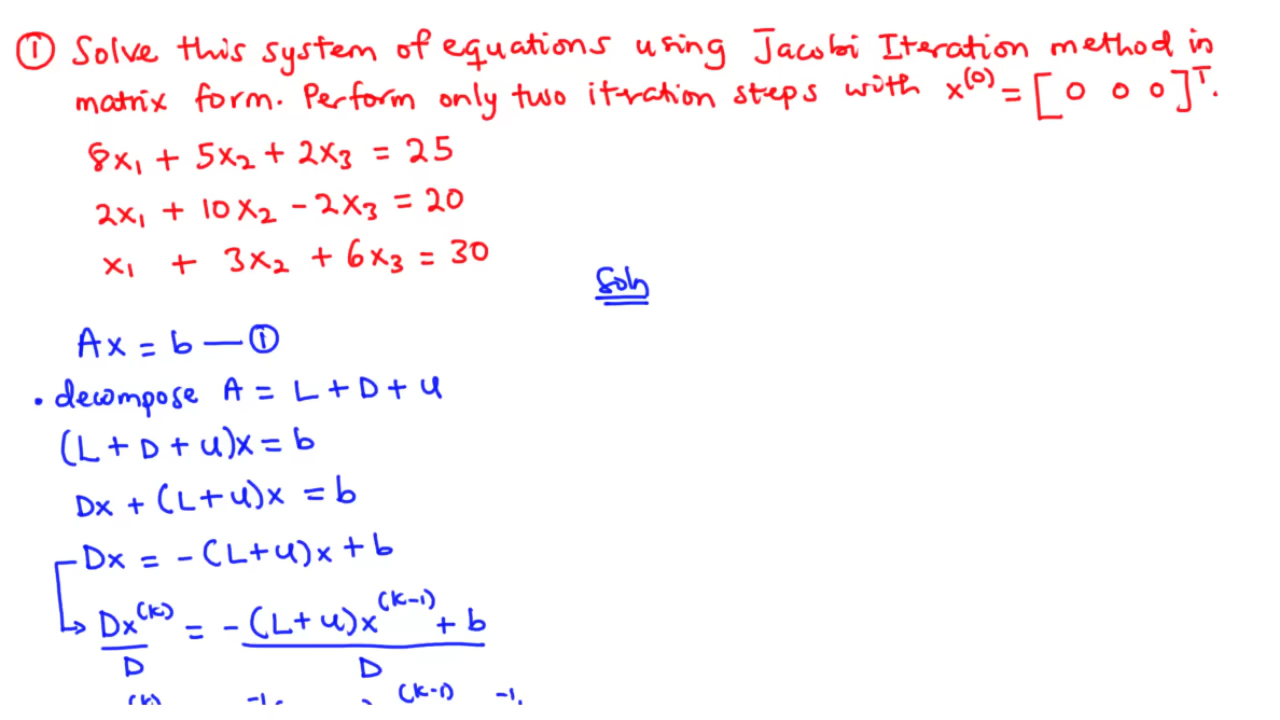 ① Solve this system of equations using Jacobi Iteration method in
matrix form. Perform only two itration steps with x⁽⁰⁾ = [0 0 0]ᵀ.
8x₁ + 5x₂ + 2x₃ = 25
2x₁ + 10x₂ - 2x₃ = 20
x₁ + 3x₂ + 6x₃ = 30
Soln
Ax = b — ①
• decompose A = L + D + U
(L + D + U)x = b
Dx + (L+U)x = b
Dx = -(L+U)x + b
Dx⁽ᵏ⁾ = -(L+U)x⁽ᵏ⁻¹⁾ + b
D D